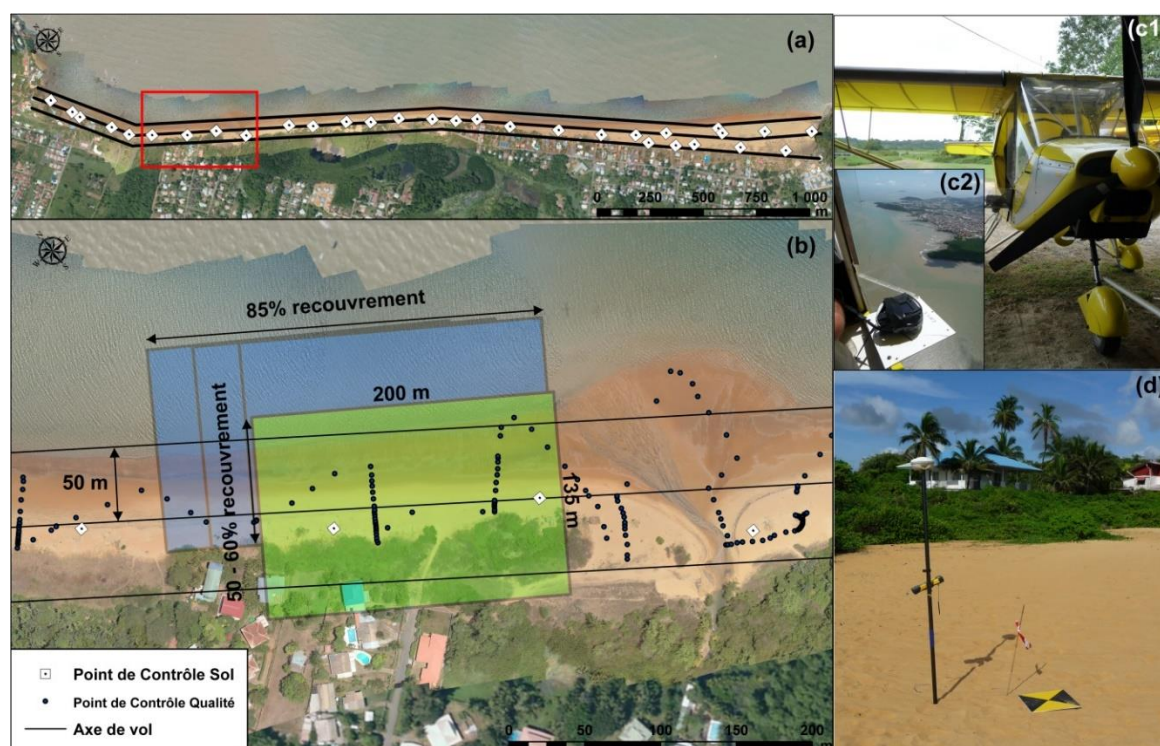 (a)
0 250 500 750 1 000
m
(b)
85% recouvrement
200 m
50 m
50 - 60% recouvrement
135 m
Point de Contrôle Sol
Point de Contrôle Qualité
Axe de vol
0 50 100 150 200
m
(c1)
(c2)
(d)